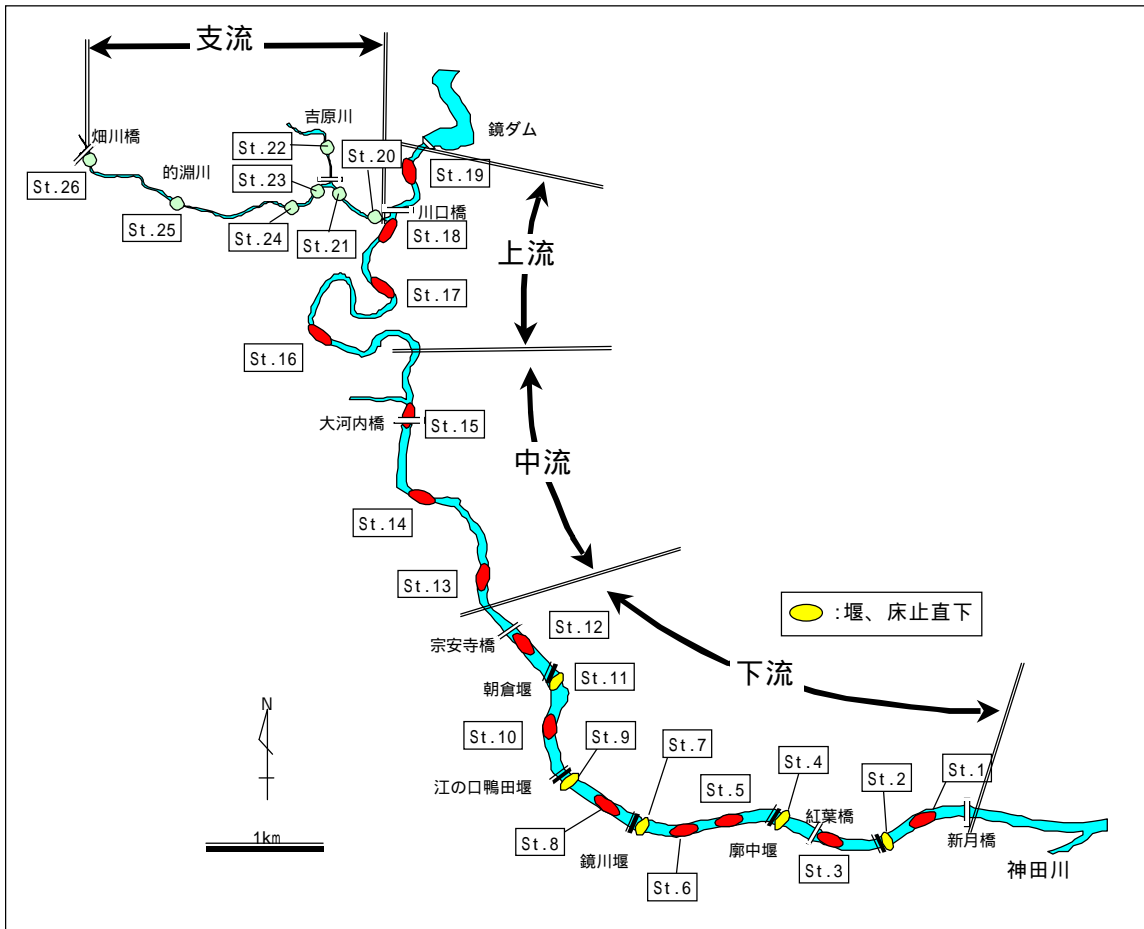 支流
吉原川
鏡ダム
畑川橋
St.22
St.20
St.19
的淵川
St.23
St.26
川口橋
St.25
St.24
St.21
St.18
上流
St.17
St.16
大河内橋
St.15
中流
St.14
St.13
:堰、床止直下
St.12
宗安寺橋
下流
St.11
朝倉堰
N
St.10
St.9
St.7
St.4
St.2
St.1
江の口鴨田堰
St.5
紅葉橋
1km
St.8
鏡川堰
廓中堰
新月橋
St.3
神田川
St.6